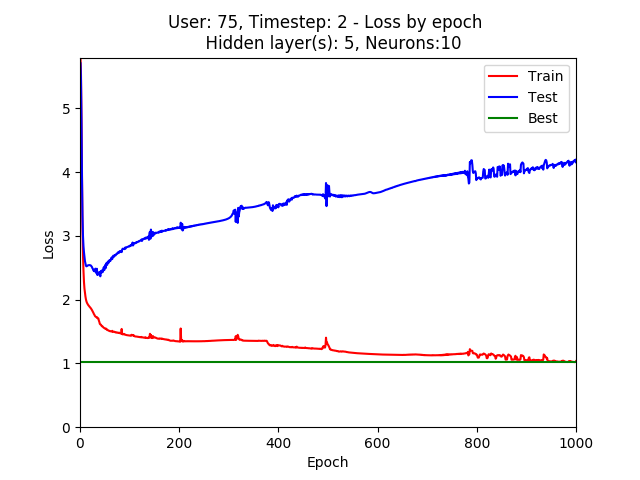 User: 75, Timestep: 2 - Loss by epoch
Hidden layer(s): 5, Neurons:10
Train
Test
Best
5
4
3
2
1
0
Loss
0 200 400 600 800 1000
Epoch